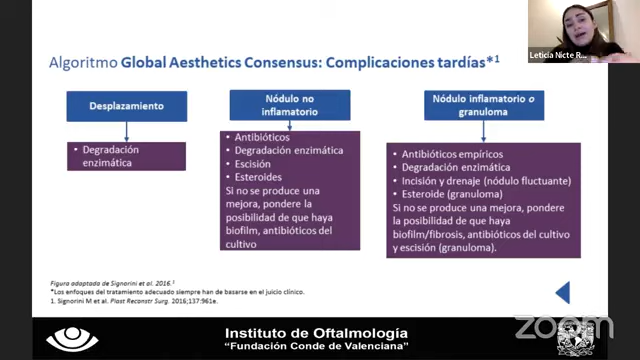 Leticia Nicte R...
Algoritmo Global Aesthetics Consensus: Complicaciones tardías*1
Desplazamiento
• Degradación
enzimática
Nódulo no
inflamatorio
• Antibióticos
• Degradación enzimática
• Escisión
• Esteroides
Si no se produce una
mejora, pondere la
posibilidad de que haya
biofilm, antibióticos del
cultivo
Nódulo inflamatorio o
granuloma
• Antibióticos empíricos
• Degradación enzimática
• Incisión y drenaje (nódulo fluctuante)
• Esteroide (granuloma)
Si no se produce una mejora, pondere
la posibilidad de que haya
biofilm/fibrosis, antibióticos del cultivo
y escisión (granuloma).
Figura adaptada de Signorini et al. 2016.1
*Los enfoques del tratamiento adecuado siempre han de basarse en el juicio clínico.
1. Signorini M et al. Plast Reconstr Surg. 2016;137:961e.
Instituto de Oftalmología
"Fundación Conde de Valenciana"
zoom